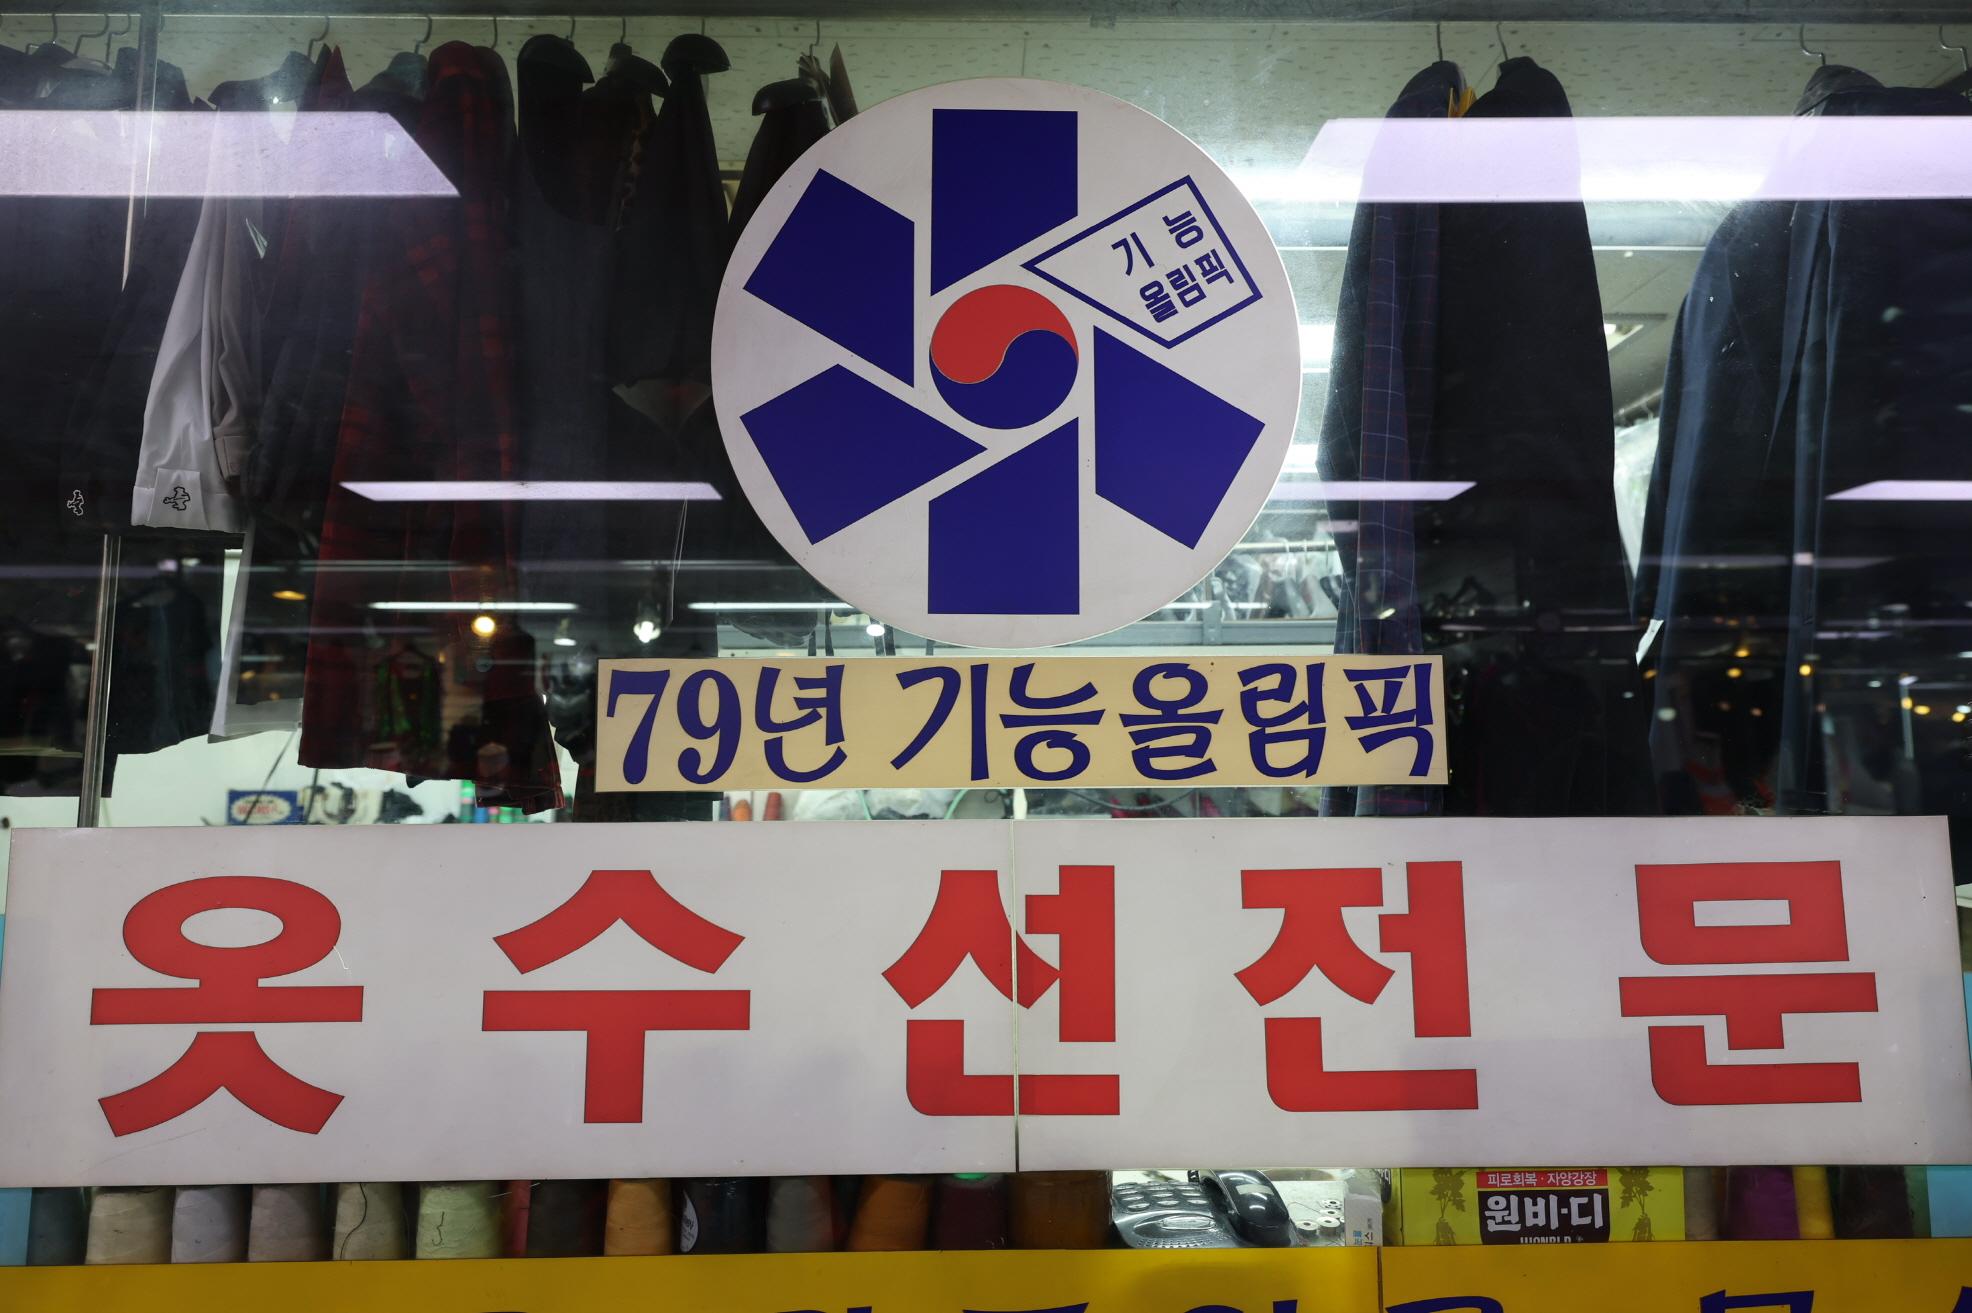 기 능
올림픽
79년 기능올림픽
옷수선전문
피로회복·자양강장
원비·디
WONBI-D